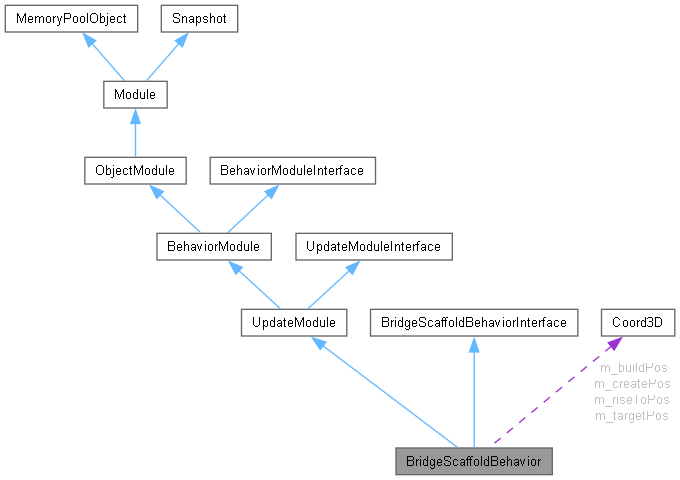 MemoryPoolObject
Snapshot
Module
ObjectModule
BehaviorModuleInterface
BehaviorModule
UpdateModuleInterface
UpdateModule
BridgeScaffoldBehaviorInterface
Coord3D
m_buildPos
m_createPos
m_riseToPos
m_targetPos
BridgeScaffoldBehavior